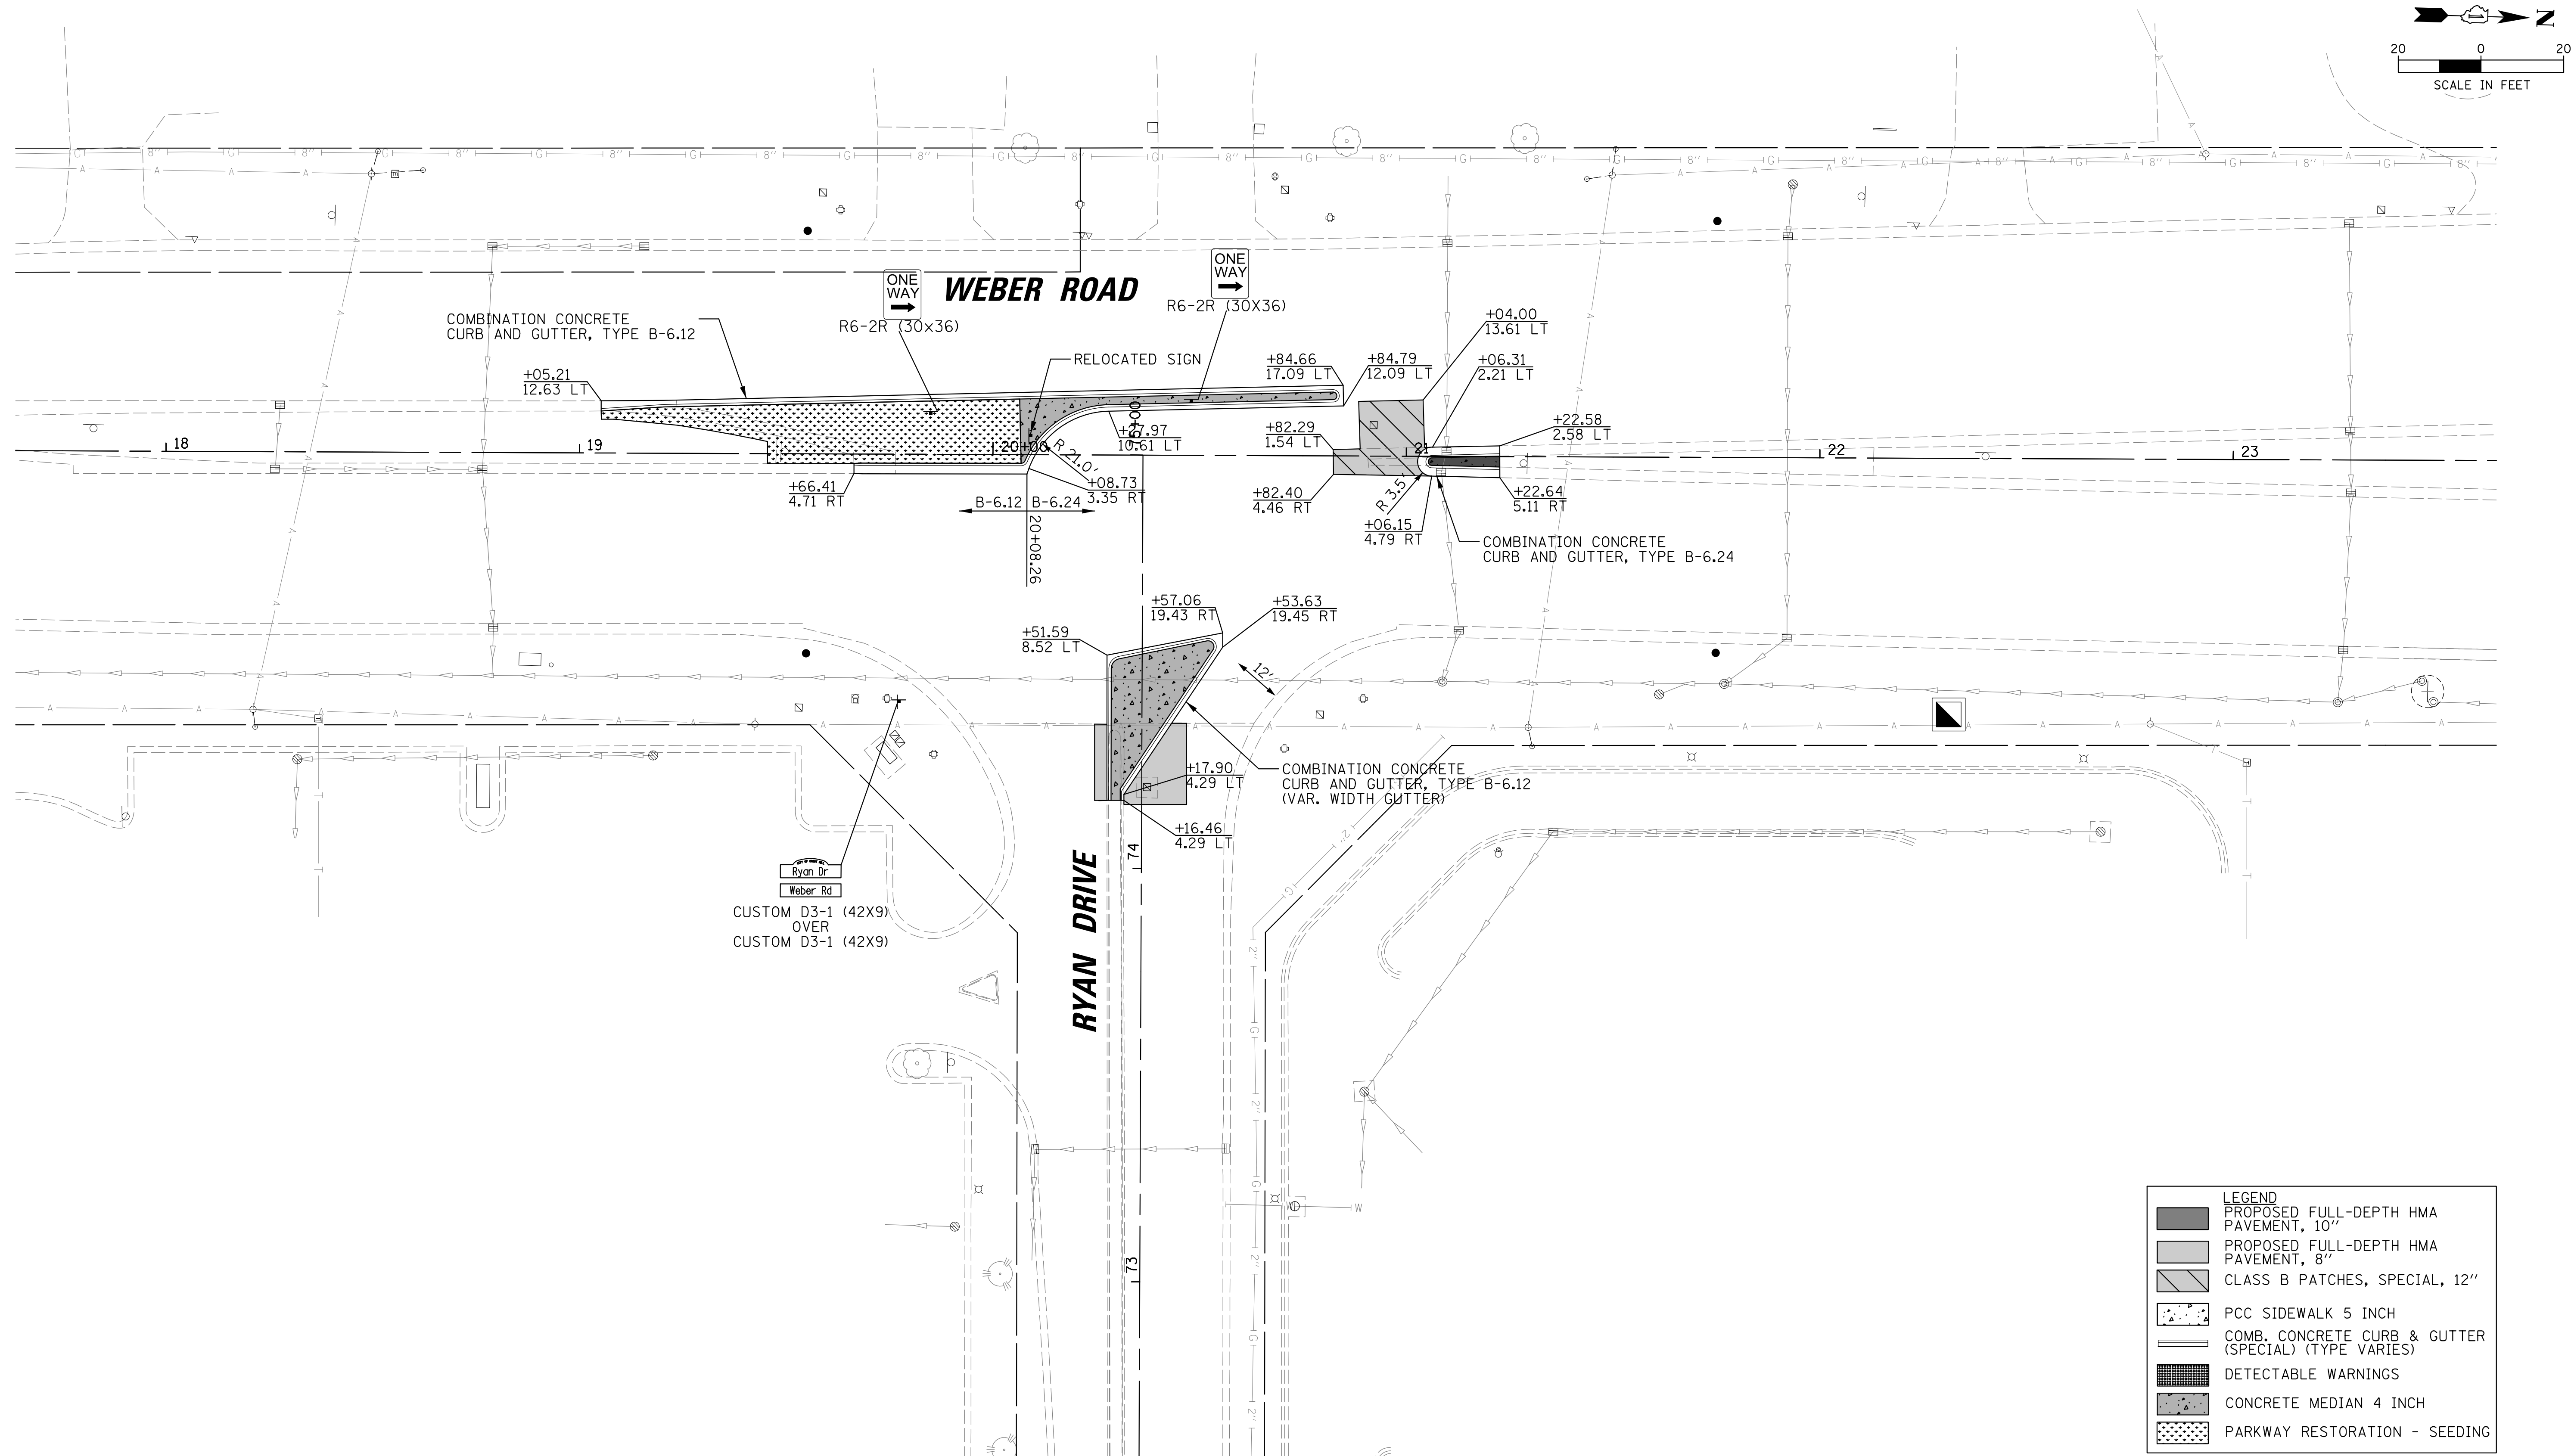 N
20 0 20
SCALE IN FEET
WEBER ROAD
ONE
WAY
R6-2R (30x36)
ONE
WAY
R6-2R (30X36)
COMBINATION CONCRETE
CURB AND GUTTER, TYPE B-6.12
RELOCATED SIGN
+05.21
12.63 LT
+84.66
17.09 LT
+84.79
12.09 LT
+04.00
13.61 LT
+06.31
2.21 LT
+22.58
2.58 LT
+82.29
1.54 LT
10.61 LT
R 21.0'
18
19
20+00
21
22
23
+66.41
4.71 RT
+08.73
3.35 RT
B-6.12 B-6.24
20+08.26
+82.40
4.46 RT
R 3.5'
+06.15
4.79 RT
+22.64
5.11 RT
COMBINATION CONCRETE
CURB AND GUTTER, TYPE B-6.24
+57.06
19.43 RT
+53.63
19.45 RT
+51.59
8.52 LT
12'
+17.90
4.29 LT
COMBINATION CONCRETE
CURB AND GUTTER, TYPE B-6.12
(VAR. WIDTH GUTTER)
+16.46
4.29 LT
74
RYAN DRIVE
Ryan Dr
Weber Rd
CUSTOM D3-1 (42X9)
OVER
CUSTOM D3-1 (42X9)
73
LEGEND
PROPOSED FULL-DEPTH HMA
PAVEMENT, 10"
PROPOSED FULL-DEPTH HMA
PAVEMENT, 8"
CLASS B PATCHES, SPECIAL, 12"
PCC SIDEWALK 5 INCH
COMB. CONCRETE CURB & GUTTER
(SPECIAL) (TYPE VARIES)
DETECTABLE WARNINGS
CONCRETE MEDIAN 4 INCH
PARKWAY RESTORATION - SEEDING